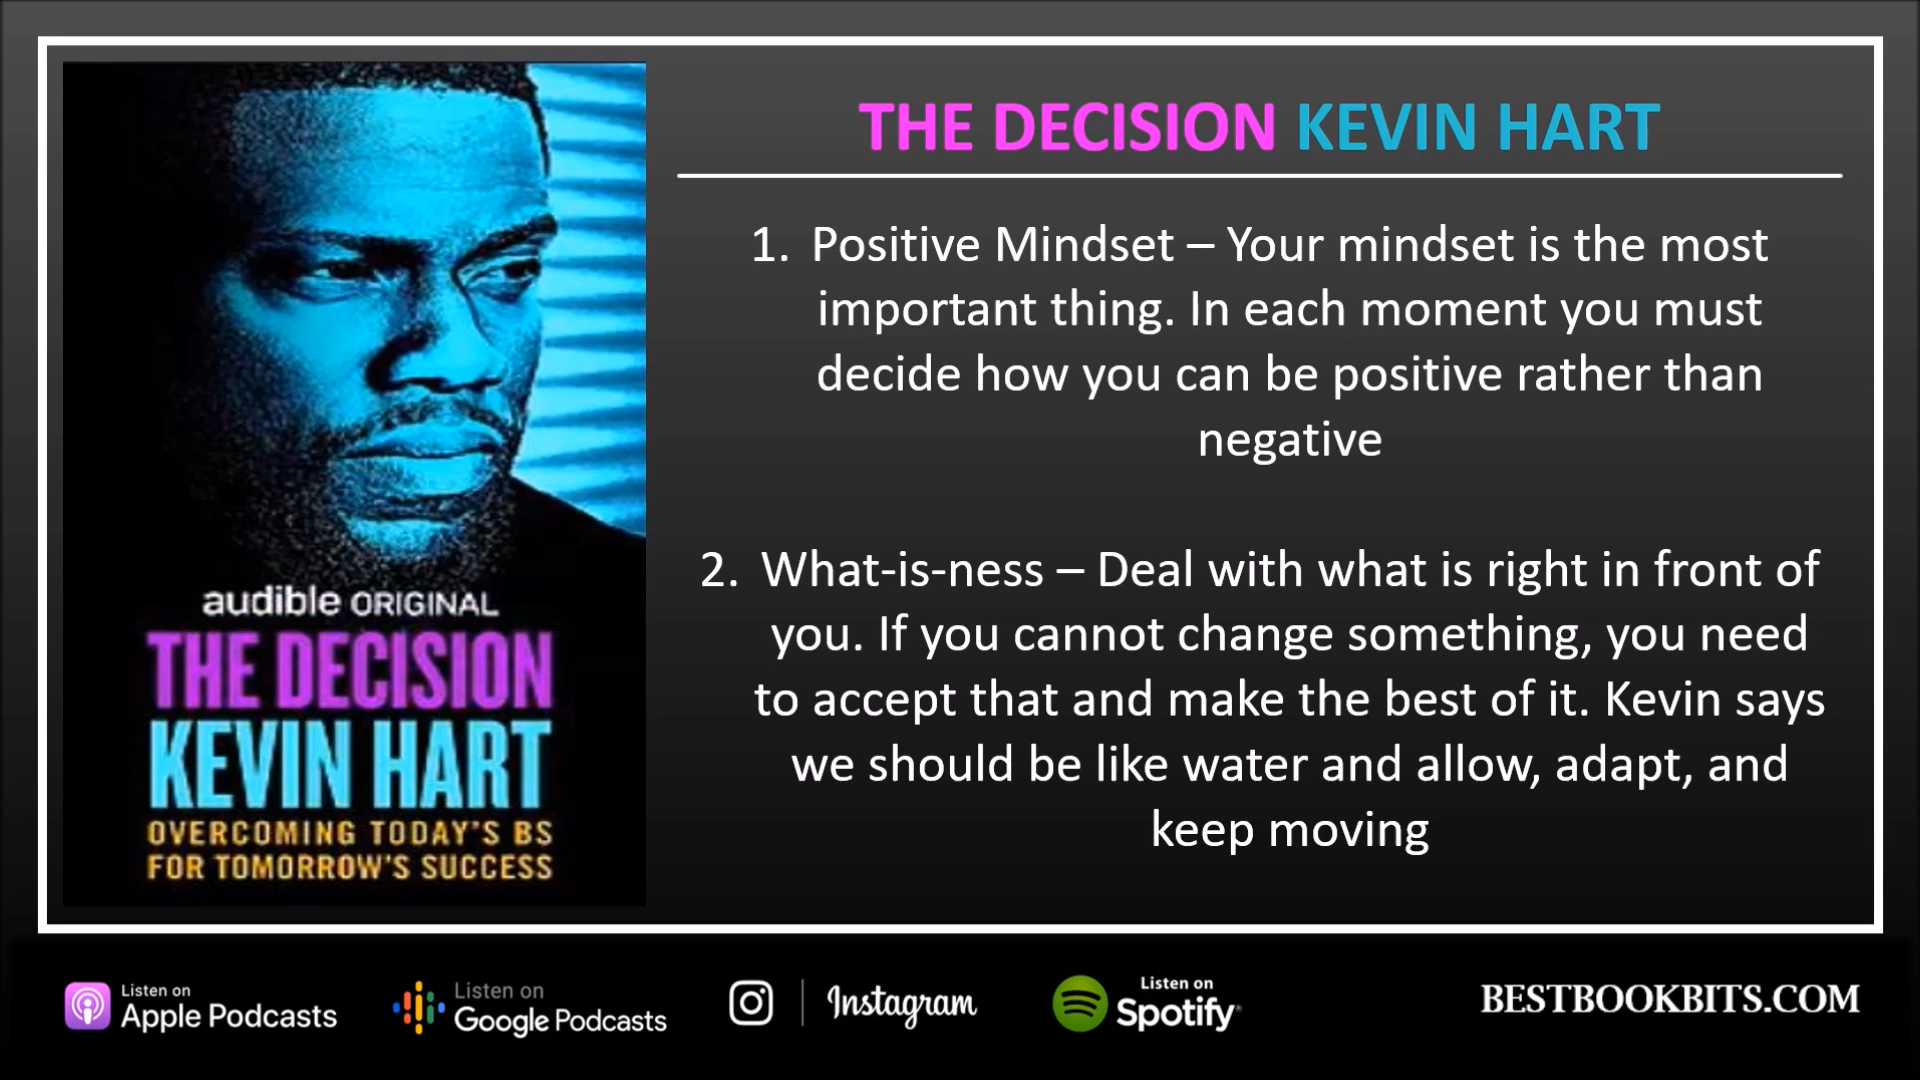 THE DECISION KEVIN HART
1. Positive Mindset – Your mindset is the most
important thing. In each moment you must
decide how you can be positive rather than
negative
2. What-is-ness – Deal with what is right in front of
you. If you cannot change something, you need
to accept that and make the best of it. Kevin says
we should be like water and allow, adapt, and
keep moving
audible ORIGINAL
THE DECISION
KEVIN HART
OVERCOMING TODAY'S BS
FOR TOMORROW'S SUCCESS
Listen on
Apple Podcasts
Listen on
Google Podcasts
Instagram
Listen on
Spotify
BESTBOOKBITS.COM